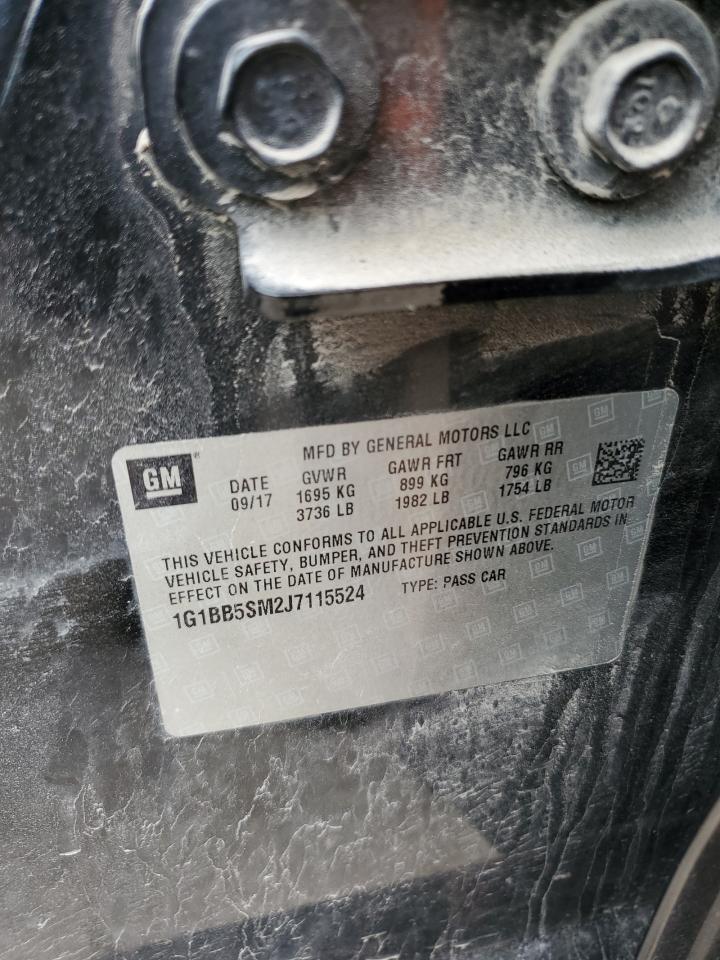 GM
MFD BY GENERAL MOTORS LLC
DATE GVWR GAWR FRT GAWR RR
09/17 1695 KG 899 KG 796 KG
3736 LB 1982 LB 1754 LB
THIS VEHICLE CONFORMS TO ALL APPLICABLE U.S. FEDERAL MOTOR
VEHICLE SAFETY, BUMPER, AND THEFT PREVENTION STANDARDS IN
EFFECT ON THE DATE OF MANUFACTURE SHOWN ABOVE.
1G1BB5SM2J7115524 TYPE: PASS CAR